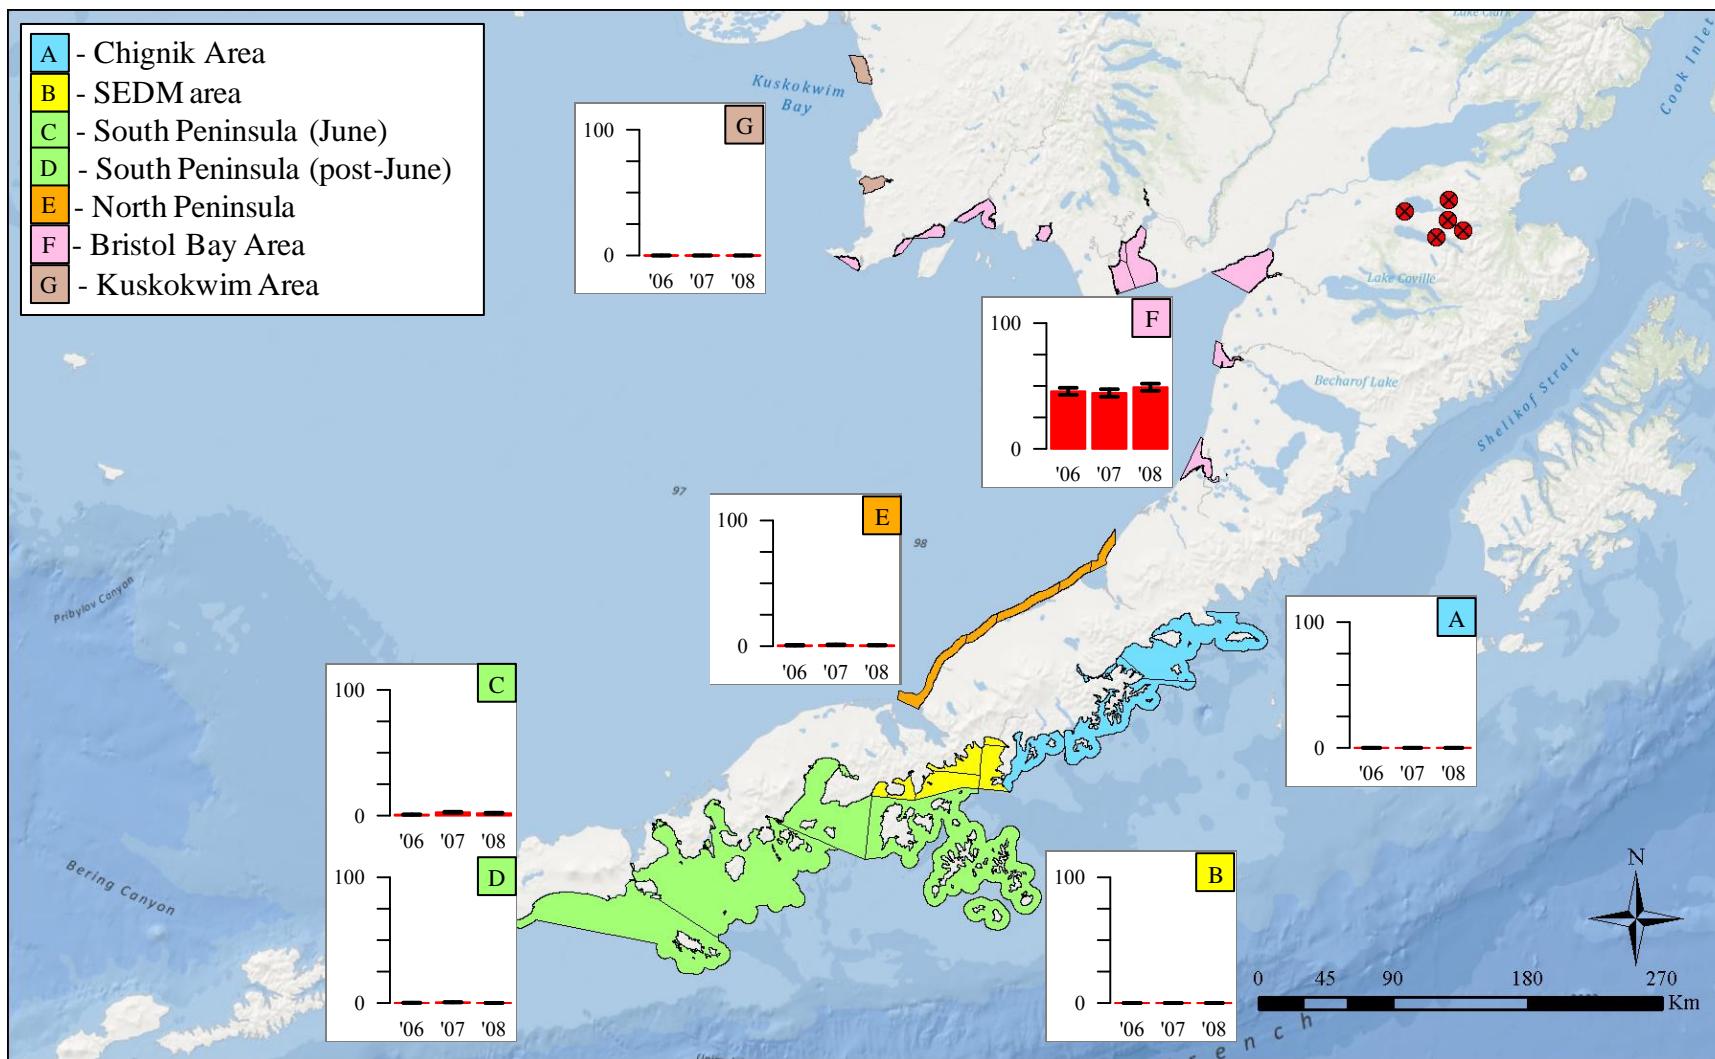 A - Chignik Area
B - SEDM area
C - South Peninsula (June)
D - South Peninsula (post-June)
E - North Peninsula
F - Bristol Bay Area
G - Kuskokwim Area
Lake Clark
Cook Inlet
Kuskokwim
Bay
G
100
0
'06 '07 '08
Lake Coville
F
100
0
'06 '07 '08
Becharof Lake
Shelikof Strait
97
98
E
100
0
'06 '07 '08
Pribylov Canyon
A
100
0
'06 '07 '08
C
100
0
'06 '07 '08
D
100
0
'06 '07 '08
Bering Canyon
B
100
0
'06 '07 '08
N
0 45 90 180 270
Km